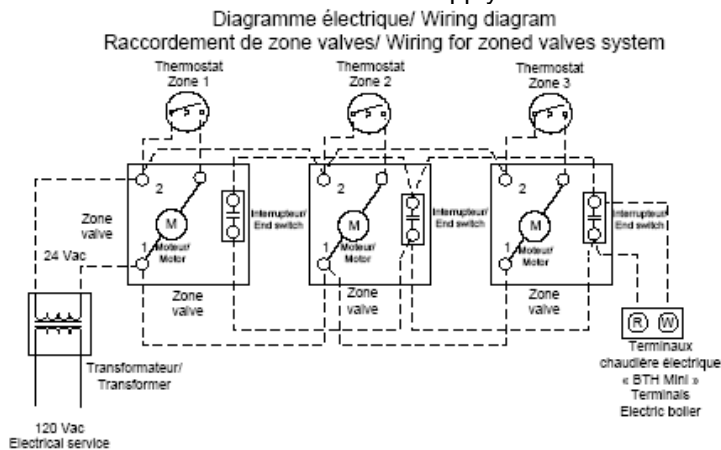 Diagramme électrique/ Wiring diagram
Raccordement de zone valves/ Wiring for zoned valves system
Thermostat
Zone 1
Thermostat
Zone 2
Thermostat
Zone 3
2
M
1
Moteur/
Motor
Interrupteur/
End switch
2
M
1
Moteur/
Motor
Interrupteur/
End switch
2
M
1
Moteur/
Motor
Interrupteur/
End switch
Zone
valve
24 Vac
Zone
valve
Zone
valve
Zone
valve
R
W
Transformateur/
Transformer
Terminaux
chaudière électrique
« BTH Mini »
Terminals
Electric boiler
120 Vac
Electrical service